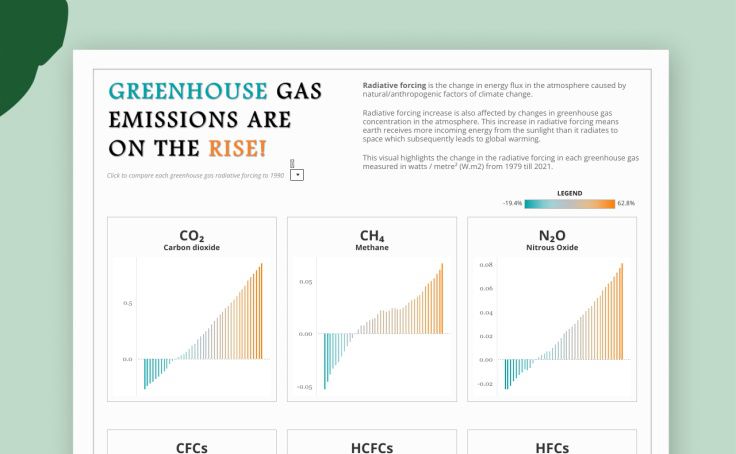 GREENHOUSE GAS
EMISSIONS ARE
ON THE RISE!
Click to compare each greenhouse gas radiative forcing to 1990
Radiative forcing is the change in energy flux in the atmosphere caused by
natural/anthropogenic factors of climate change.
Radiative forcing increase is also affected by changes in greenhouse gas
concentration in the atmosphere. This increase in radiative forcing means
earth receives more incoming energy from the sunlight than it radiates to
space which subsequently leads to global warming.
This visual highlights the change in the radiative forcing in each greenhouse gas
measured in watts / metre² (W.m2) from 1979 till 2021.
LEGEND
-19.4% 62.8%
CO₂
Carbon dioxide
0.5
0.0
CH₄
Methane
0.05
0.00
-0.05
N₂O
Nitrous Oxide
0.08
0.06
0.04
0.02
0.00
-0.02
CFCs
HCFCs
HFCs